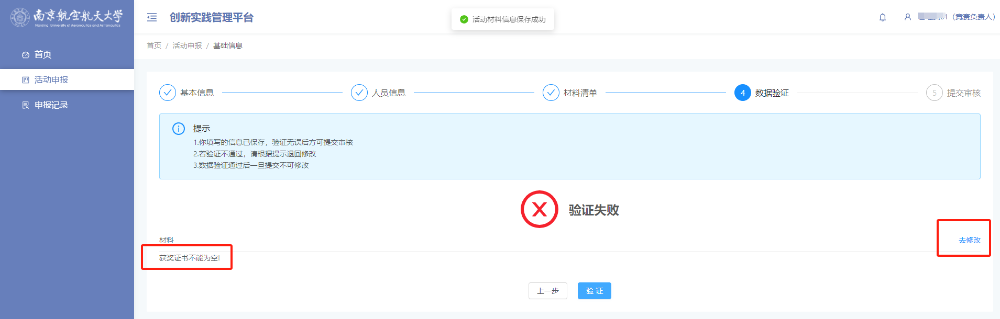 南京航空航天大学
Nanjing University of Aeronautics and Astronautics
创新实践管理平台
活动材料信息保存成功
01（竞赛负责人）
首页 / 活动申报 / 基础信息
首页
活动申报
申报记录
基本信息
人员信息
材料清单
4 数据验证
5 提交审核
提示
1.你填写的信息已保存，验证无误后方可提交审核
2.若验证不通过，请根据提示退回修改
3.数据验证通过后一旦提交不可修改
验证失败
材料
去修改
获奖证书不能为空!
上一步
验 证